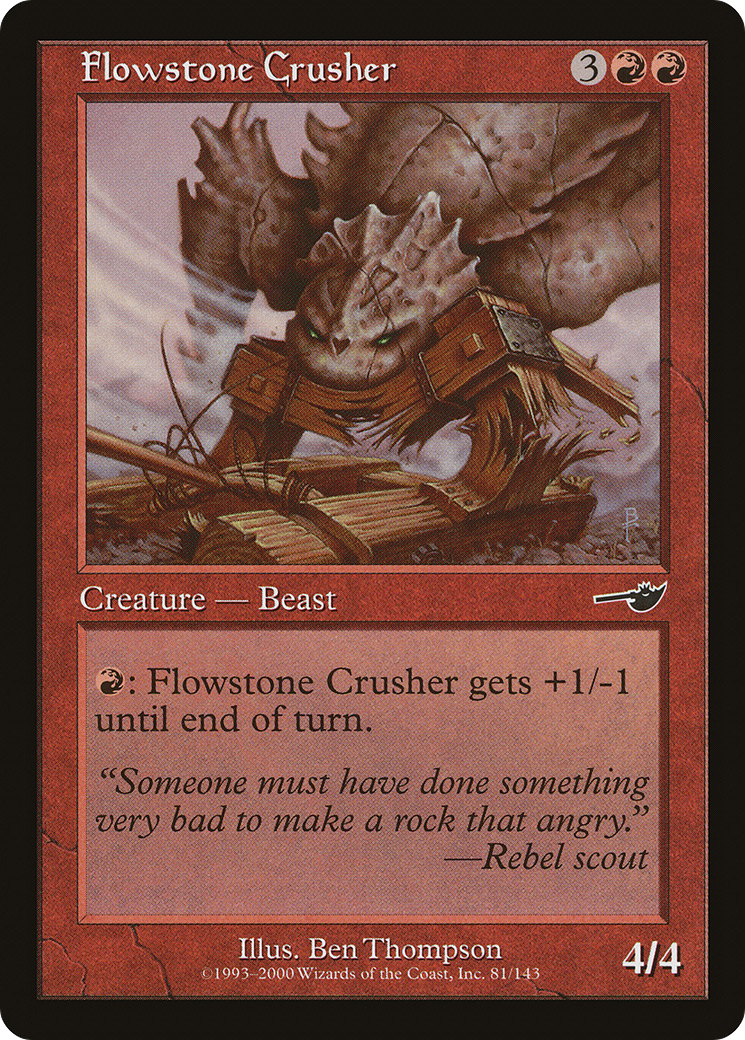 Flowstone Crusher 3
Creature — Beast
: Flowstone Crusher gets +1/-1
until end of turn.
“Someone must have done something
very bad to make a rock that angry.”
—Rebel scout
Illus. Ben Thompson
©1993–2000 Wizards of the Coast, Inc. 81/143
4/4